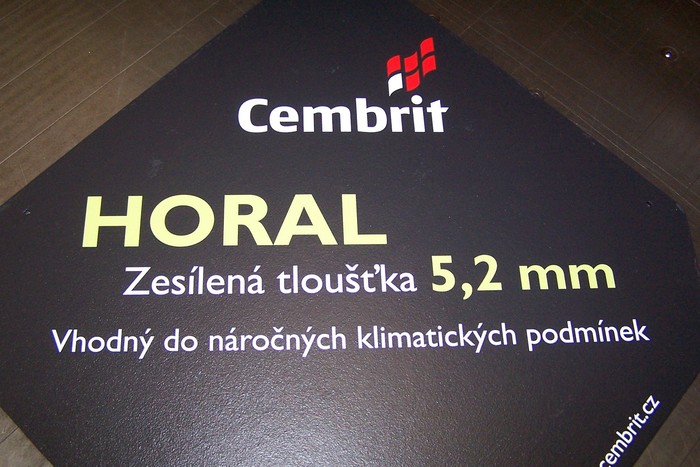 Cembrit
HORAL
Zesílená tloušťka 5,2 mm
Vhodný do náročných klimatických podmínek
cembrit.cz